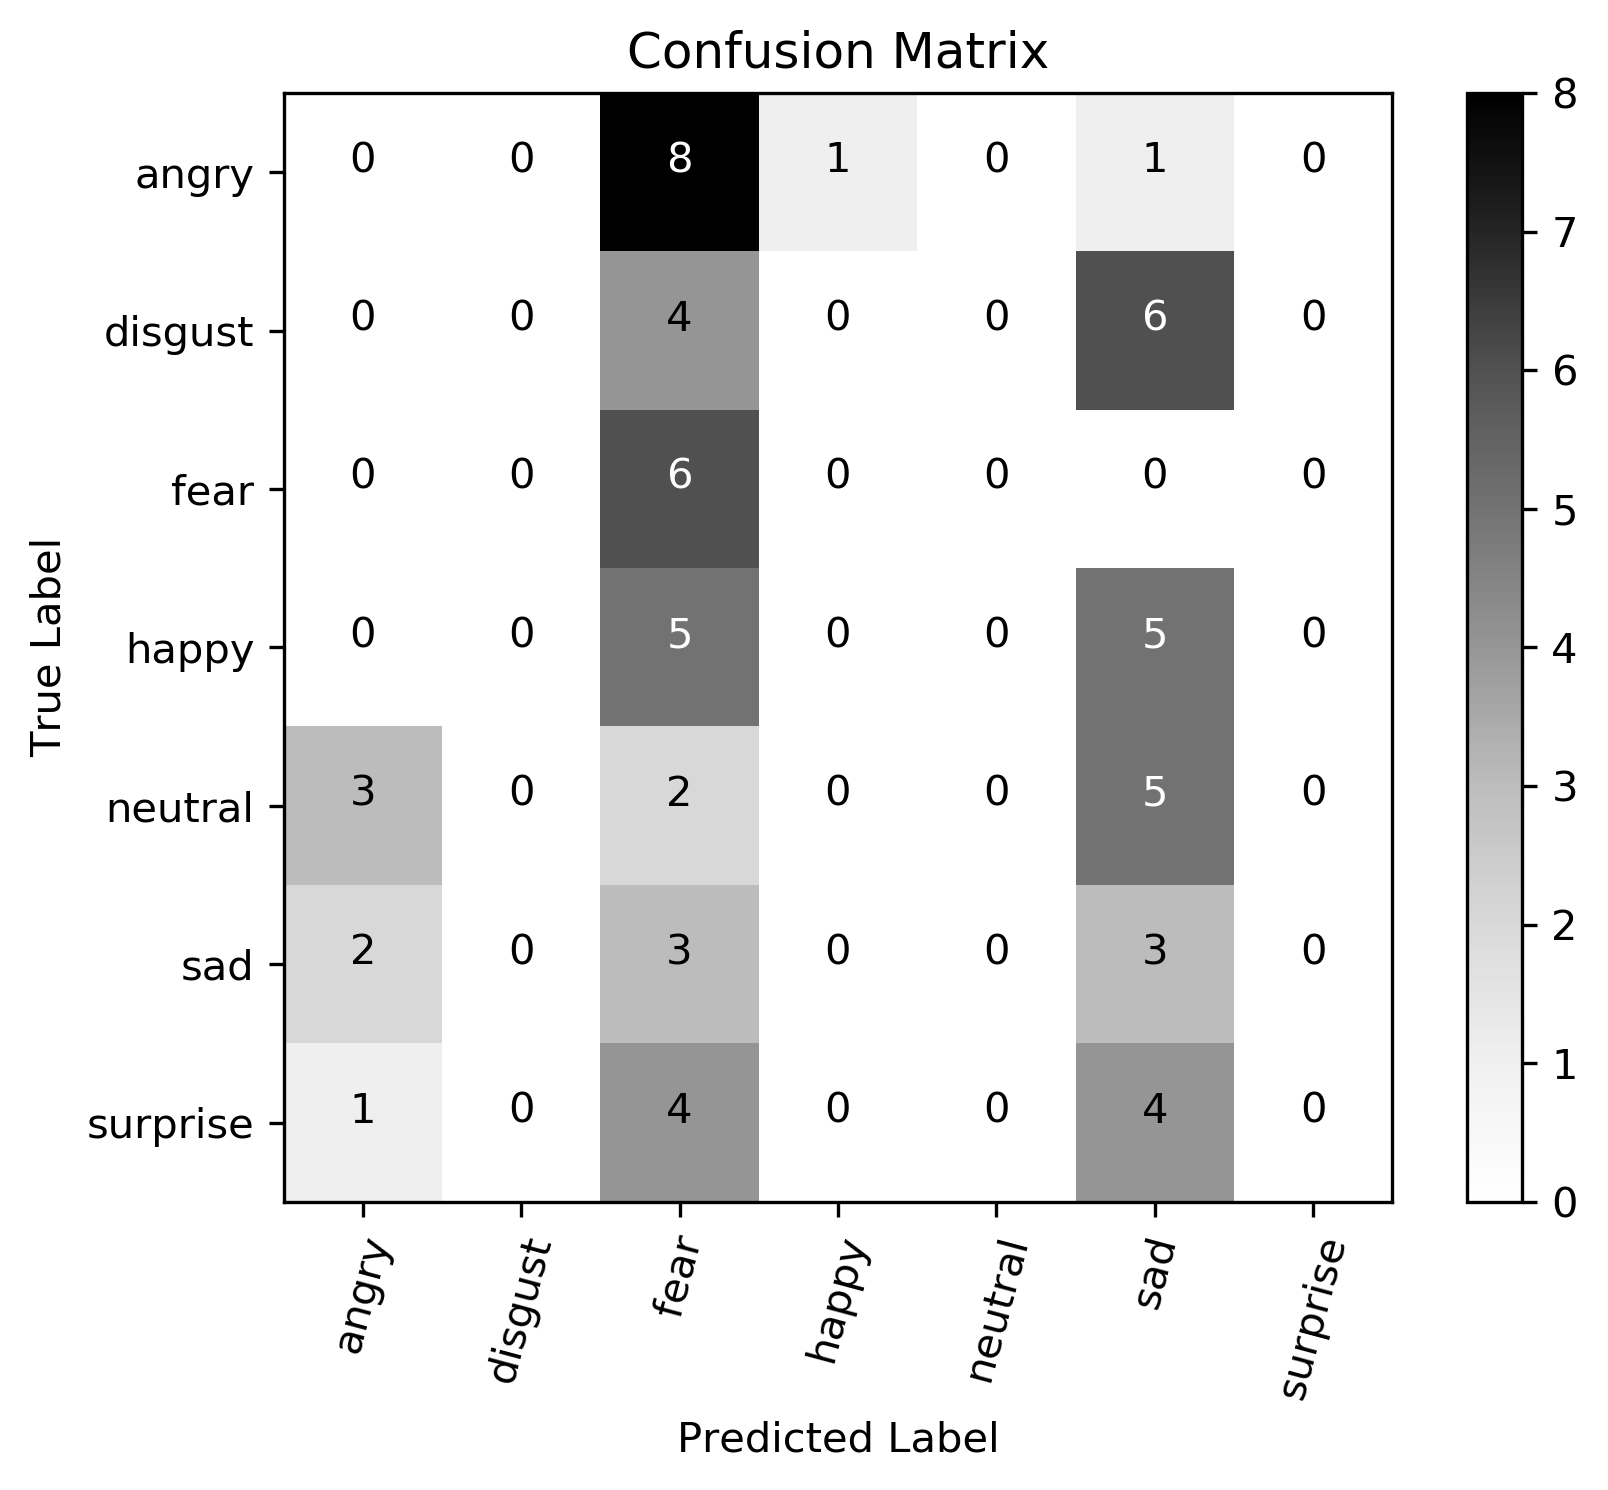 Confusion Matrix
angry 0 0 8 1 0 1 0
disgust 0 0 4 0 0 6 0
fear 0 0 6 0 0 0 0
happy 0 0 5 0 0 5 0
neutral 3 0 2 0 0 5 0
sad 2 0 3 0 0 3 0
surprise 1 0 4 0 0 4 0
angry disgust fear happy neutral sad surprise
Predicted Label
True Label
8
7
6
5
4
3
2
1
0